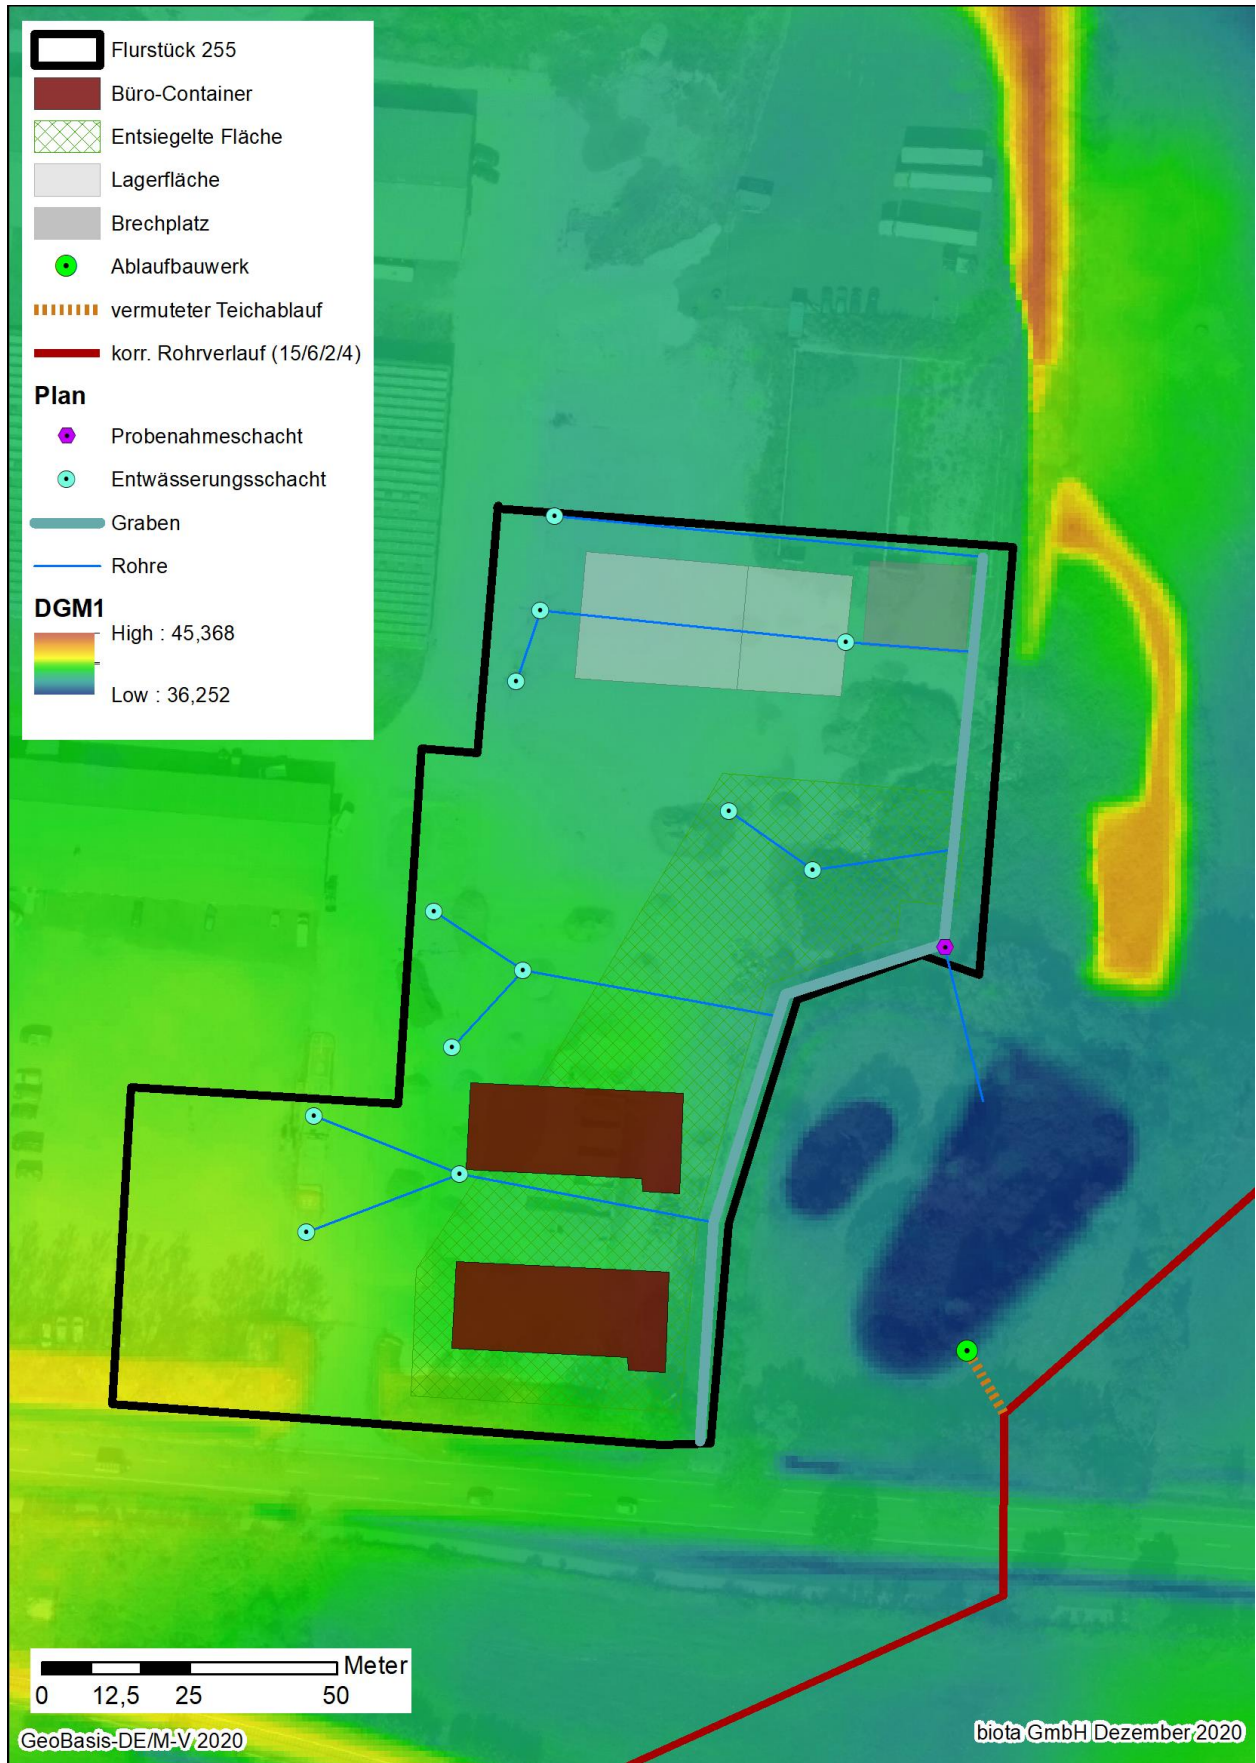 Flurstück 255
Büro-Container
Entsiegelte Fläche
Lagerfläche
Brechplatz
Ablaufbauwerk
vermuteter Teichablauf
korr. Rohrverlauf (15/6/2/4)
Plan
Probenahmeschacht
Entwässerungsschacht
Graben
Rohre
DGM1
High : 45,368
Low : 36,252
Meter
0 12,5 25 50
GeoBasis-DE/M-V 2020
biota GmbH Dezember 2020